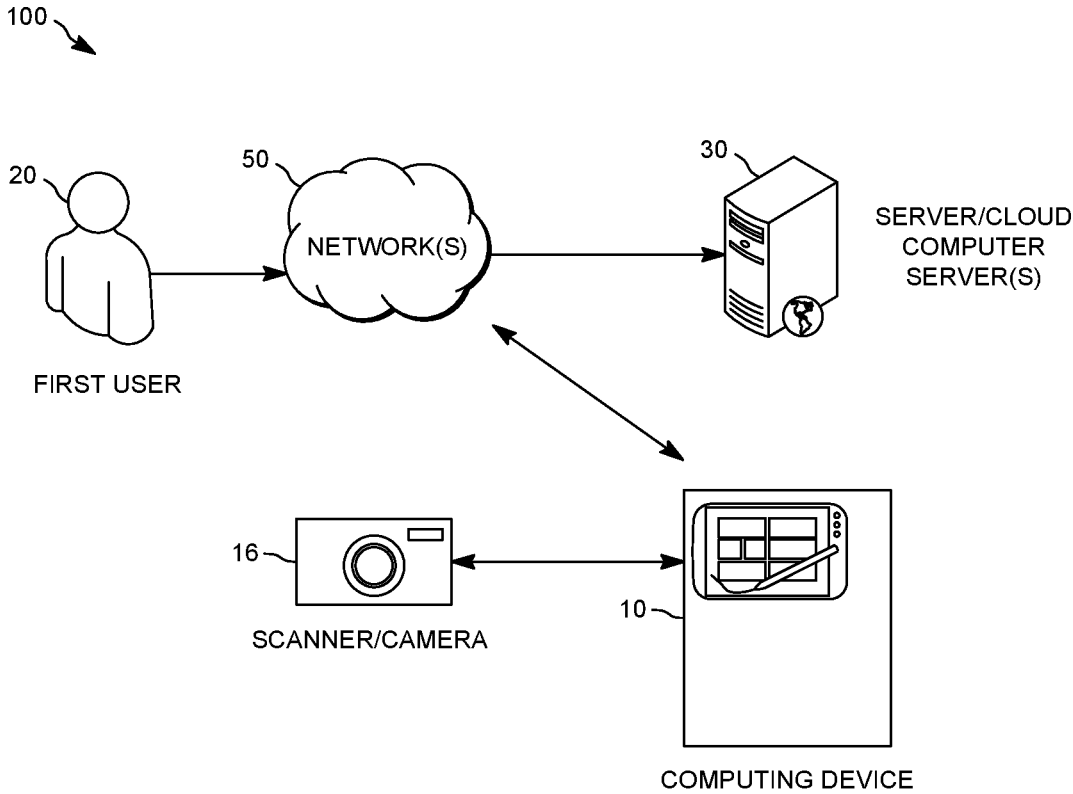 100
20
50
30
NETWORK(S)
SERVER/CLOUD
COMPUTER
SERVER(S)
FIRST USER
16
10
SCANNER/CAMERA
COMPUTING DEVICE